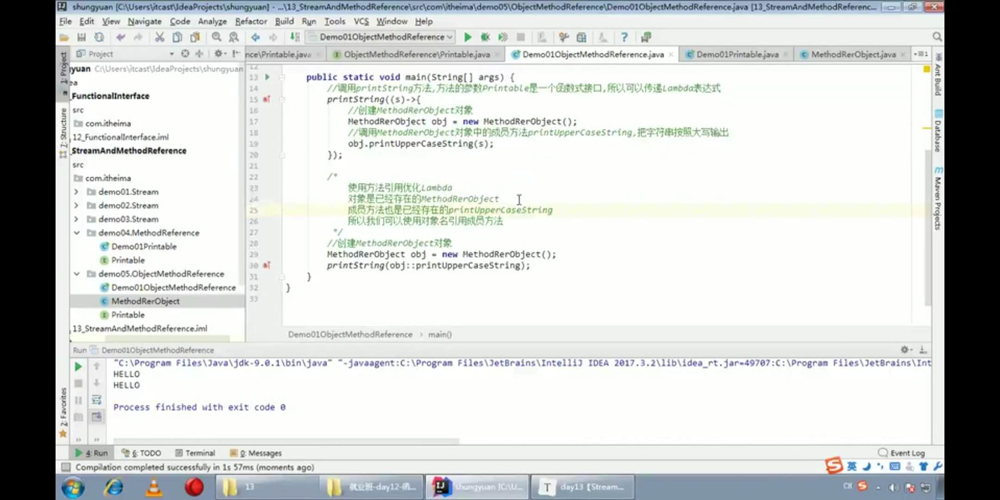 shungyuan [C:\Users\itcast\IdeaProjects\shungyuan] - ...\13_StreamAndMethodReference\src\com\itheima\demo05\ObjectMethodReference\Demo01ObjectMethodReference.java [13_StreamAndMethodReferenc...
File Edit View Navigate Code Analyze Refactor Build Run Tools VCS Window Help
Demo01ObjectMethodReference
Project
nce\Printable.java ObjectMethodReference\Printable.java Demo01ObjectMethodReference.java Demo01Printable.java MethodRerObject.java
1: Project
7: Structure
2: Favorites
yuan C:\Users\itcast\IdeaProjects\shungyuan
ea
_FunctionalInterface
src
com.itheima
12_FunctionalInterface.iml
_StreamAndMethodReference
src
com.itheima
demo01.Stream
demo02.Stream
demo03.Stream
demo04.MethodReference
Demo01Printable
Printable
demo05.ObjectMethodReference
Demo01ObjectMethodReference
MethodRerObject
Printable
13_StreamAndMethodReference.iml
12
13 public static void main(String[] args) {
14 //调用printString方法,方法的参数Printable是一个函数式接口,所以可以传递Lambda表达式
15 printString((s)->{
16 //创建MethodRerObject对象
17 MethodRerObject obj = new MethodRerObject();
18 //调用MethodRerObject对象中的成员方法printUpperCaseString,把字符串按照大写输出
19 obj.printUpperCaseString(s);
20 });
21
22 /*
23 使用方法引用优化Lambda
24 对象是已经存在的MethodRerObject
25 成员方法也是已经存在的printUpperCaseString
26 所以我们可以使用对象名引用成员方法
27 */
28 //创建MethodRerObject对象
29 MethodRerObject obj = new MethodRerObject();
30 printString(obj::printUpperCaseString);
31 }
32 }
33
Demo01ObjectMethodReference > main()
Ant Build
Database
Maven Projects
Run Demo01ObjectMethodReference
"C:\Program Files\Java\jdk-9.0.1\bin\java" "-javaagent:C:\Program Files\JetBrains\IntelliJ IDEA 2017.3.2\lib\idea_rt.jar=49707:C:\Program Files\JetBrains\Int
HELLO
HELLO
Process finished with exit code 0
4: Run 6: TODO Terminal 0: Messages Event Log
Compilation completed successfully in 1s 57ms (moments ago)
英
13 就业班-day12-函... shungyuan [C:\U... day13【Stream... CH